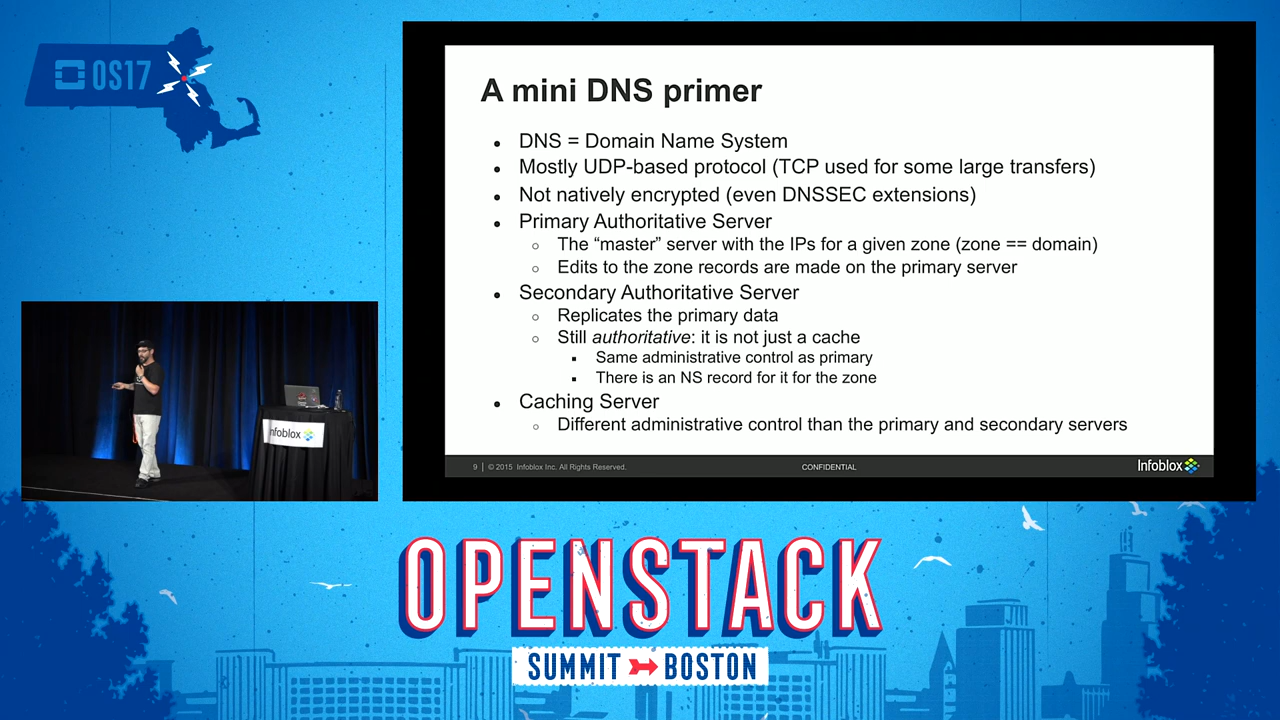 OS17
A mini DNS primer
● DNS = Domain Name System
● Mostly UDP-based protocol (TCP used for some large transfers)
● Not natively encrypted (even DNSSEC extensions)
● Primary Authoritative Server
○ The “master” server with the IPs for a given zone (zone == domain)
○ Edits to the zone records are made on the primary server
● Secondary Authoritative Server
○ Replicates the primary data
○ Still authoritative: it is not just a cache
▪ Same administrative control as primary
▪ There is an NS record for it for the zone
● Caching Server
○ Different administrative control than the primary and secondary servers
9 | © 2015 Infoblox Inc. All Rights Reserved.
CONFIDENTIAL
Infoblox
Infoblox
OPENSTACK
SUMMIT BOSTON